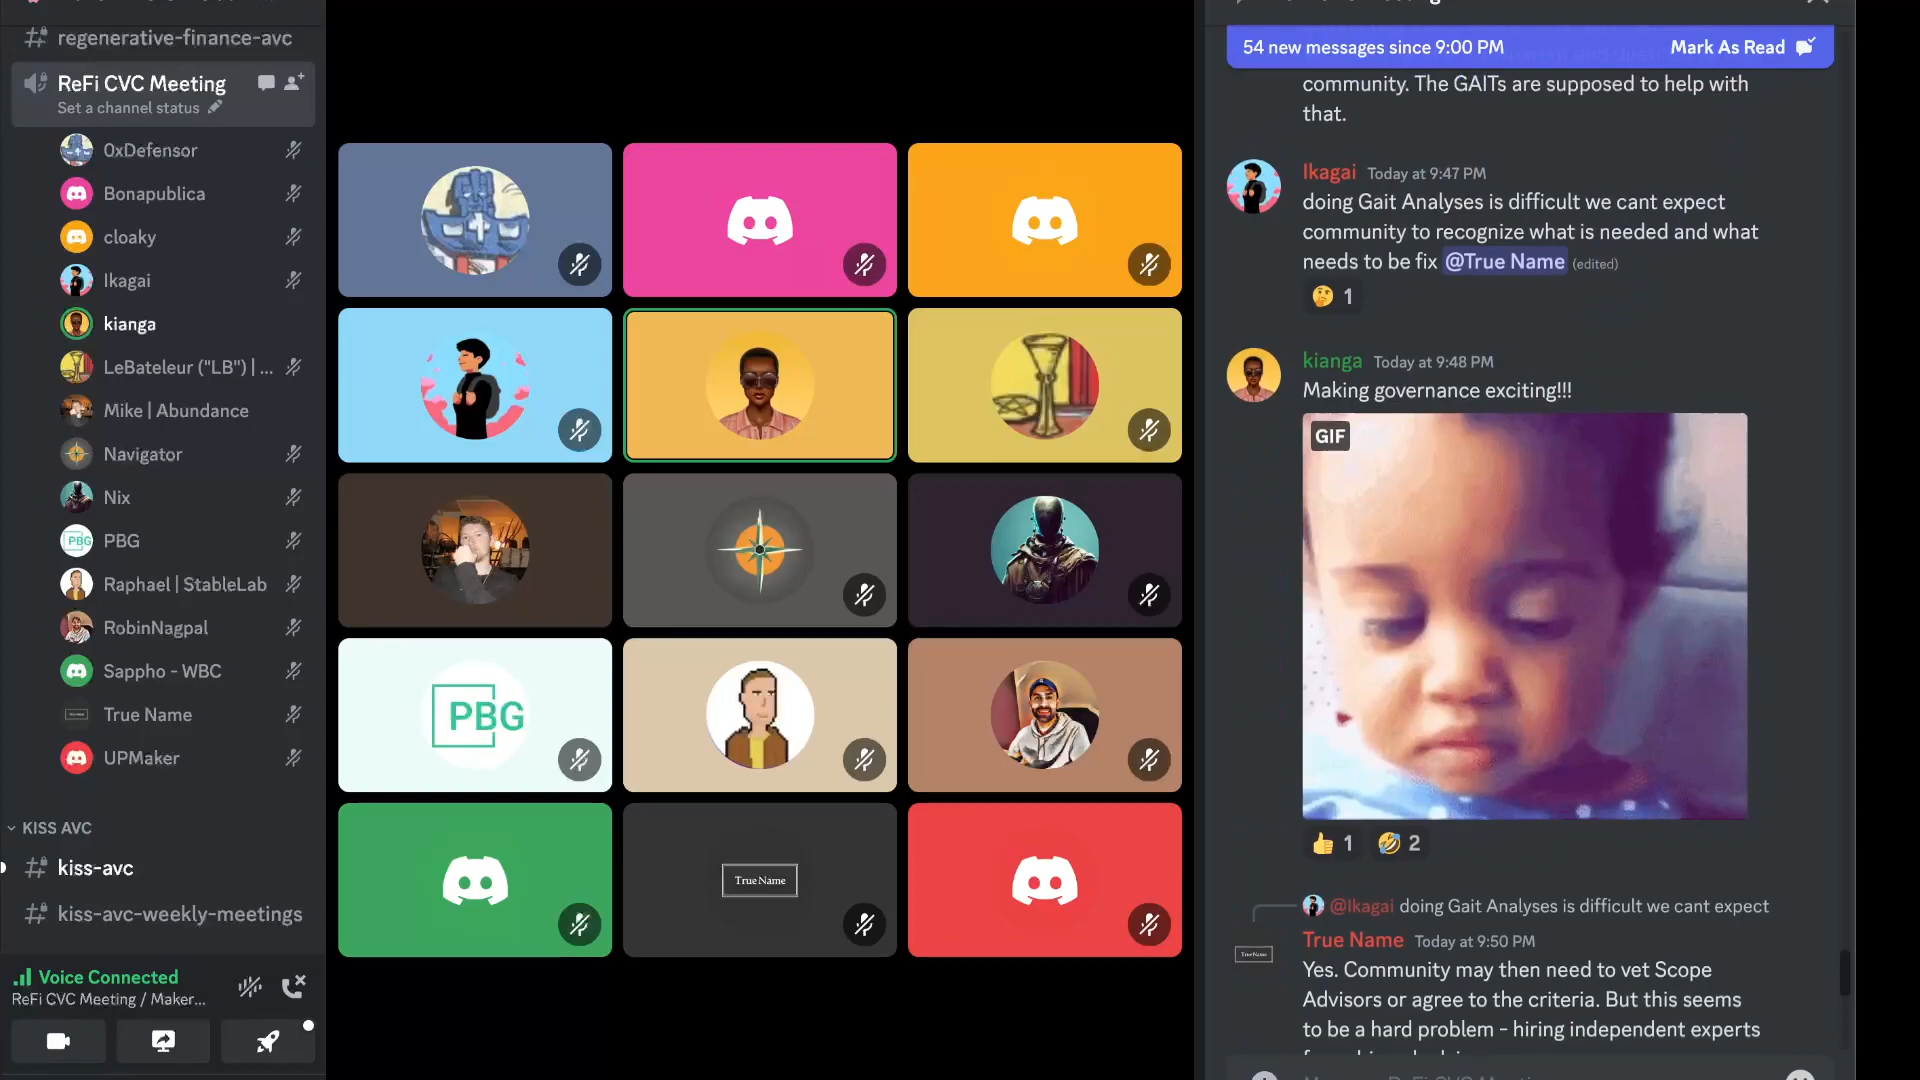 regenerative-finance-avc
ReFi CVC Meeting
Set a channel status
0xDefensor
Bonapublica
cloaky
Ikagai
kianga
LeBateleur ("LB") | ...
Mike | Abundance
Navigator
Nix
PBG
PBG
Raphael | StableLab
RobinNagpal
Sappho - WBC
True Name
UPMaker
KISS AVC
kiss-avc
kiss-avc-weekly-meetings
Voice Connected
ReFi CVC Meeting / Maker...
PBG
True Name
54 new messages since 9:00 PM Mark As Read
community. The GAITs are supposed to help with
that.
Ikagai Today at 9:47 PM
doing Gait Analyses is difficult we cant expect
community to recognize what is needed and what
needs to be fix @True Name (edited)
1
kianga Today at 9:48 PM
Making governance exciting!!!
GIF
1 2
@Ikagai doing Gait Analyses is difficult we cant expect
True Name Today at 9:50 PM
Yes. Community may then need to vet Scope
Advisors or agree to the criteria. But this seems
to be a hard problem - hiring independent experts